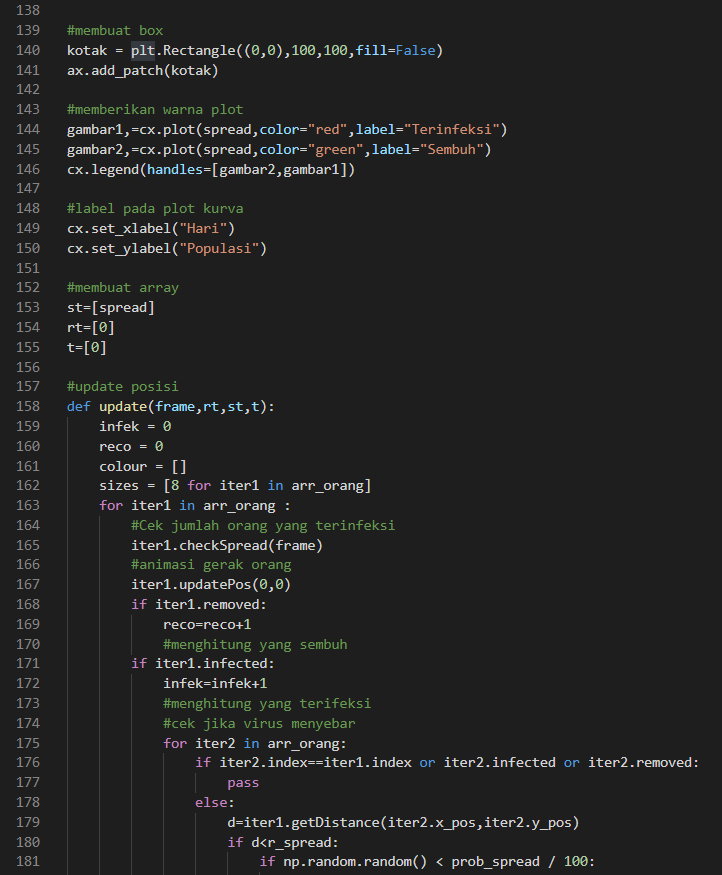 138
139 #membuat box
140 kotak = plt.Rectangle((0,0),100,100,fill=False)
141 ax.add_patch(kotak)
142
143 #memberikan warna plot
144 gambar1,=cx.plot(spread,color="red",label="Terinfeksi")
145 gambar2,=cx.plot(spread,color="green",label="Sembuh")
146 cx.legend(handles=[gambar2,gambar1])
147
148 #label pada plot kurva
149 cx.set_xlabel("Hari")
150 cx.set_ylabel("Populasi")
151
152 #membuat array
153 st=[spread]
154 rt=[0]
155 t=[0]
156
157 #update posisi
158 def update(frame,rt,st,t):
159     infek = 0
160     reco = 0
161     colour = []
162     sizes = [8 for iter1 in arr_orang]
163     for iter1 in arr_orang :
164         #Cek jumlah orang yang terinfeksi
165         iter1.checkSpread(frame)
166         #animasi gerak orang
167         iter1.updatePos(0,0)
168         if iter1.removed:
169             reco=reco+1
170             #menghitung yang sembuh
171         if iter1.infected:
172             infek=infek+1
173             #menghitung yang terifeksi
174             #cek jika virus menyebar
175             for iter2 in arr_orang:
176                 if iter2.index==iter1.index or iter2.infected or iter2.removed:
177                     pass
178                 else:
179                     d=iter1.getDistance(iter2.x_pos,iter2.y_pos)
180                     if d<r_spread:
181                         if np.random.random() < prob_spread / 100: